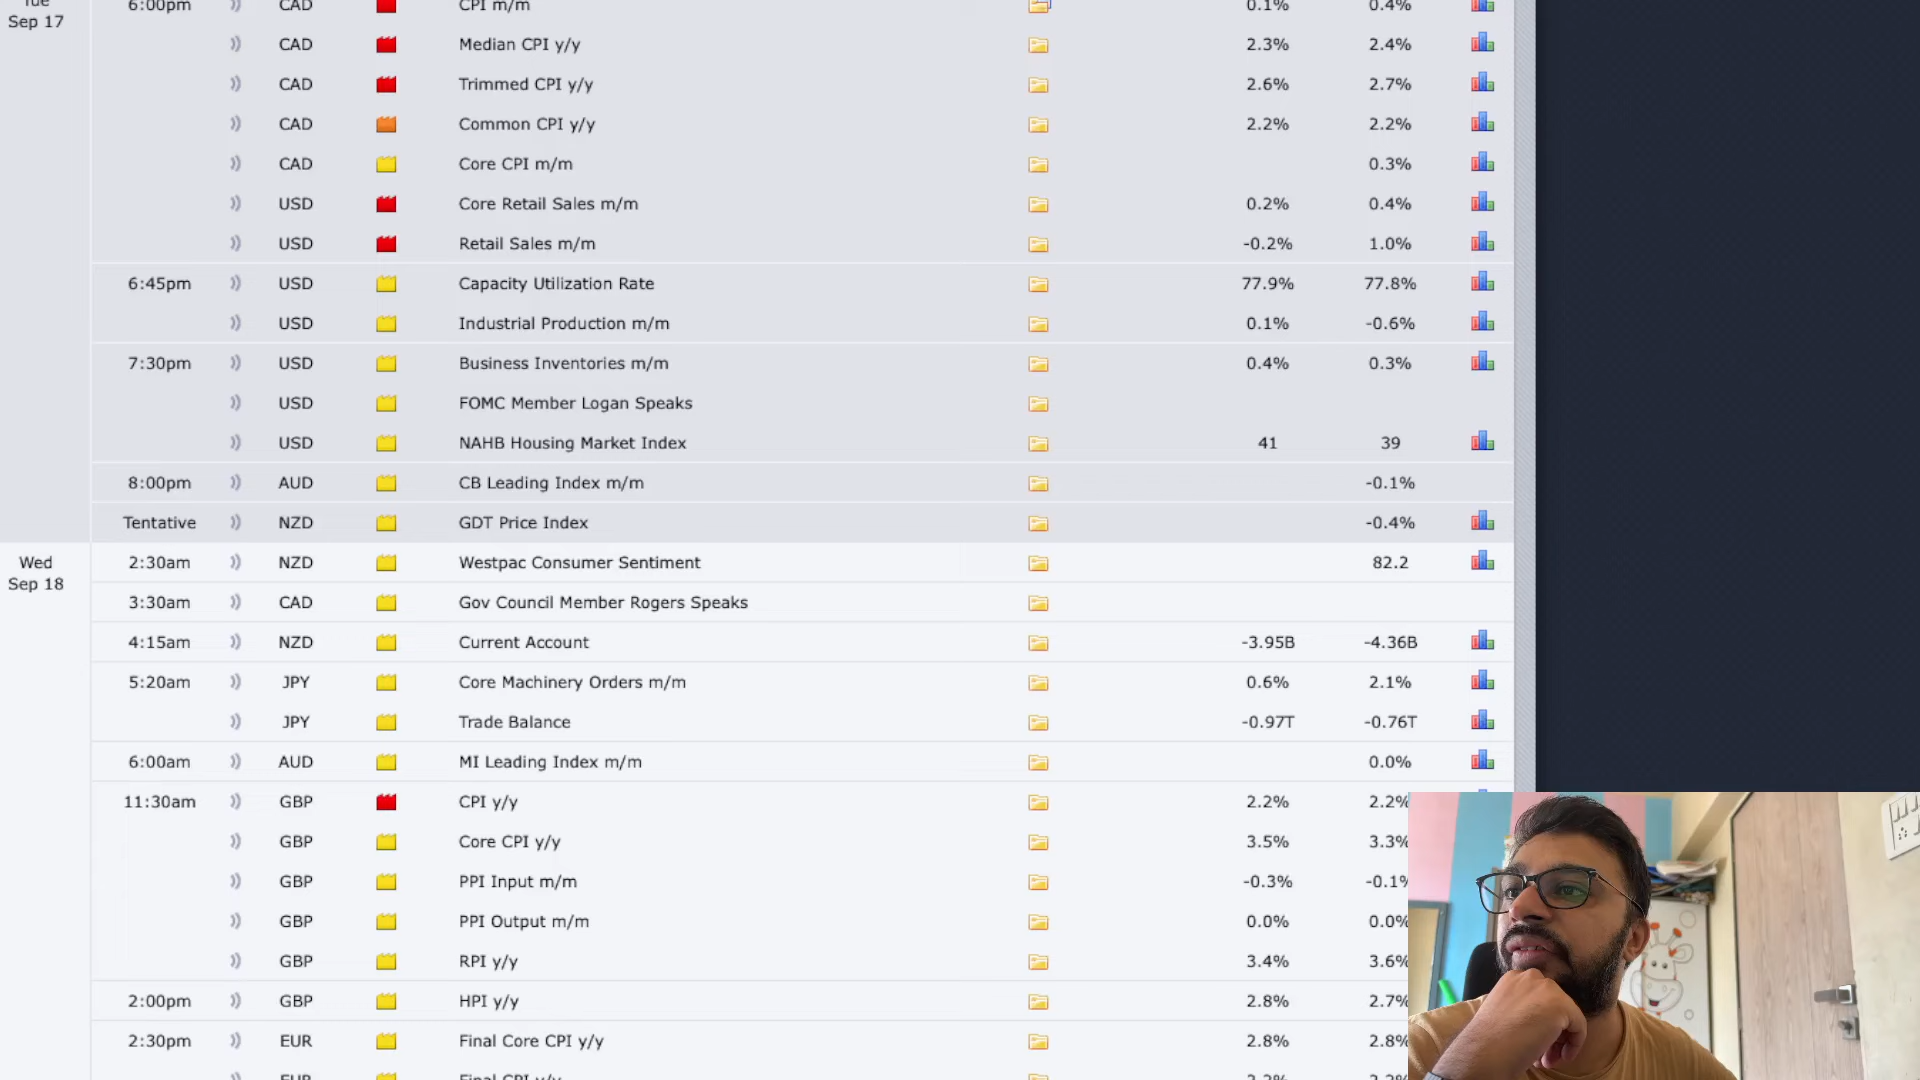 Tue 6:00pm CAD CPI m/m 0.1% 0.4%
Sep 17
CAD Median CPI y/y 2.3% 2.4%
CAD Trimmed CPI y/y 2.6% 2.7%
CAD Common CPI y/y 2.2% 2.2%
CAD Core CPI m/m 0.3%
USD Core Retail Sales m/m 0.2% 0.4%
USD Retail Sales m/m -0.2% 1.0%
6:45pm USD Capacity Utilization Rate 77.9% 77.8%
USD Industrial Production m/m 0.1% -0.6%
7:30pm USD Business Inventories m/m 0.4% 0.3%
USD FOMC Member Logan Speaks
USD NAHB Housing Market Index 41 39
8:00pm AUD CB Leading Index m/m -0.1%
Tentative NZD GDT Price Index -0.4%
Wed 2:30am NZD Westpac Consumer Sentiment 82.2
Sep 18
3:30am CAD Gov Council Member Rogers Speaks
4:15am NZD Current Account -3.95B -4.36B
5:20am JPY Core Machinery Orders m/m 0.6% 2.1%
JPY Trade Balance -0.97T -0.76T
6:00am AUD MI Leading Index m/m 0.0%
11:30am GBP CPI y/y 2.2% 2.2%
GBP Core CPI y/y 3.5% 3.3%
GBP PPI Input m/m -0.3% -0.1%
GBP PPI Output m/m 0.0% 0.0%
GBP RPI y/y 3.4% 3.6%
2:00pm GBP HPI y/y 2.8% 2.7%
2:30pm EUR Final Core CPI y/y 2.8% 2.8%
EUR Final CPI y/y